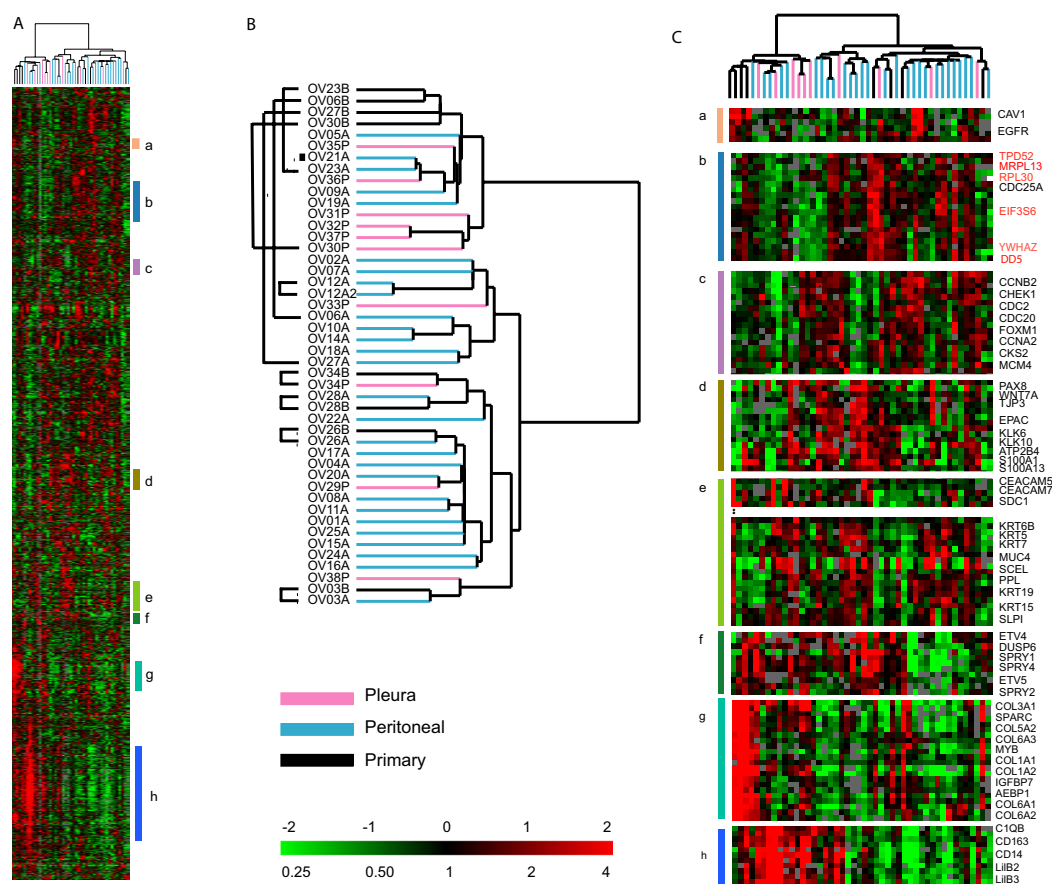 A
a
b
c
d
e
f
g
h
B
OV23B
OV06B
OV27B
OV30B
OV05A
OV35P
OV21A
OV23A
OV36P
OV09A
OV19A
OV31P
OV32P
OV37P
OV30P
OV02A
OV07A
OV12A
OV12A2
OV33P
OV06A
OV10A
OV14A
OV18A
OV27A
OV34B
OV34P
OV28A
OV28B
OV22A
OV26B
OV26A
OV17A
OV04A
OV20A
OV29P
OV08A
OV11A
OV01A
OV25A
OV15A
OV24A
OV16A
OV38P
OV03B
OV03A
Pleura
Peritoneal
Primary
-2 -1 0 1 2
0.25 0.50 1 2 4
C
a
CAV1
EGFR
b
TPD52
MRPL13
RPL30
CDC25A
EIF3S6
YWHAZ
DD5
c
CCNB2
CHEK1
CDC2
CDC20
FOXM1
CCNA2
CKS2
MCM4
d
PAX8
WNT7A
TJP3
EPAC
KLK6
KLK10
ATP2B4
S100A1
S100A13
e
CEACAM5
CEACAM7
SDC1
KRT6B
KRT5
KRT7
MUC4
SCEL
PPL
KRT19
KRT15
SLPI
f
ETV4
DUSP6
SPRY1
SPRY4
ETV5
SPRY2
g
COL3A1
SPARC
COL5A2
COL6A3
MYB
COL1A1
COL1A2
IGFBP7
AEBP1
COL6A1
COL6A2
h
C1QB
CD163
CD14
LilB2
LilB3